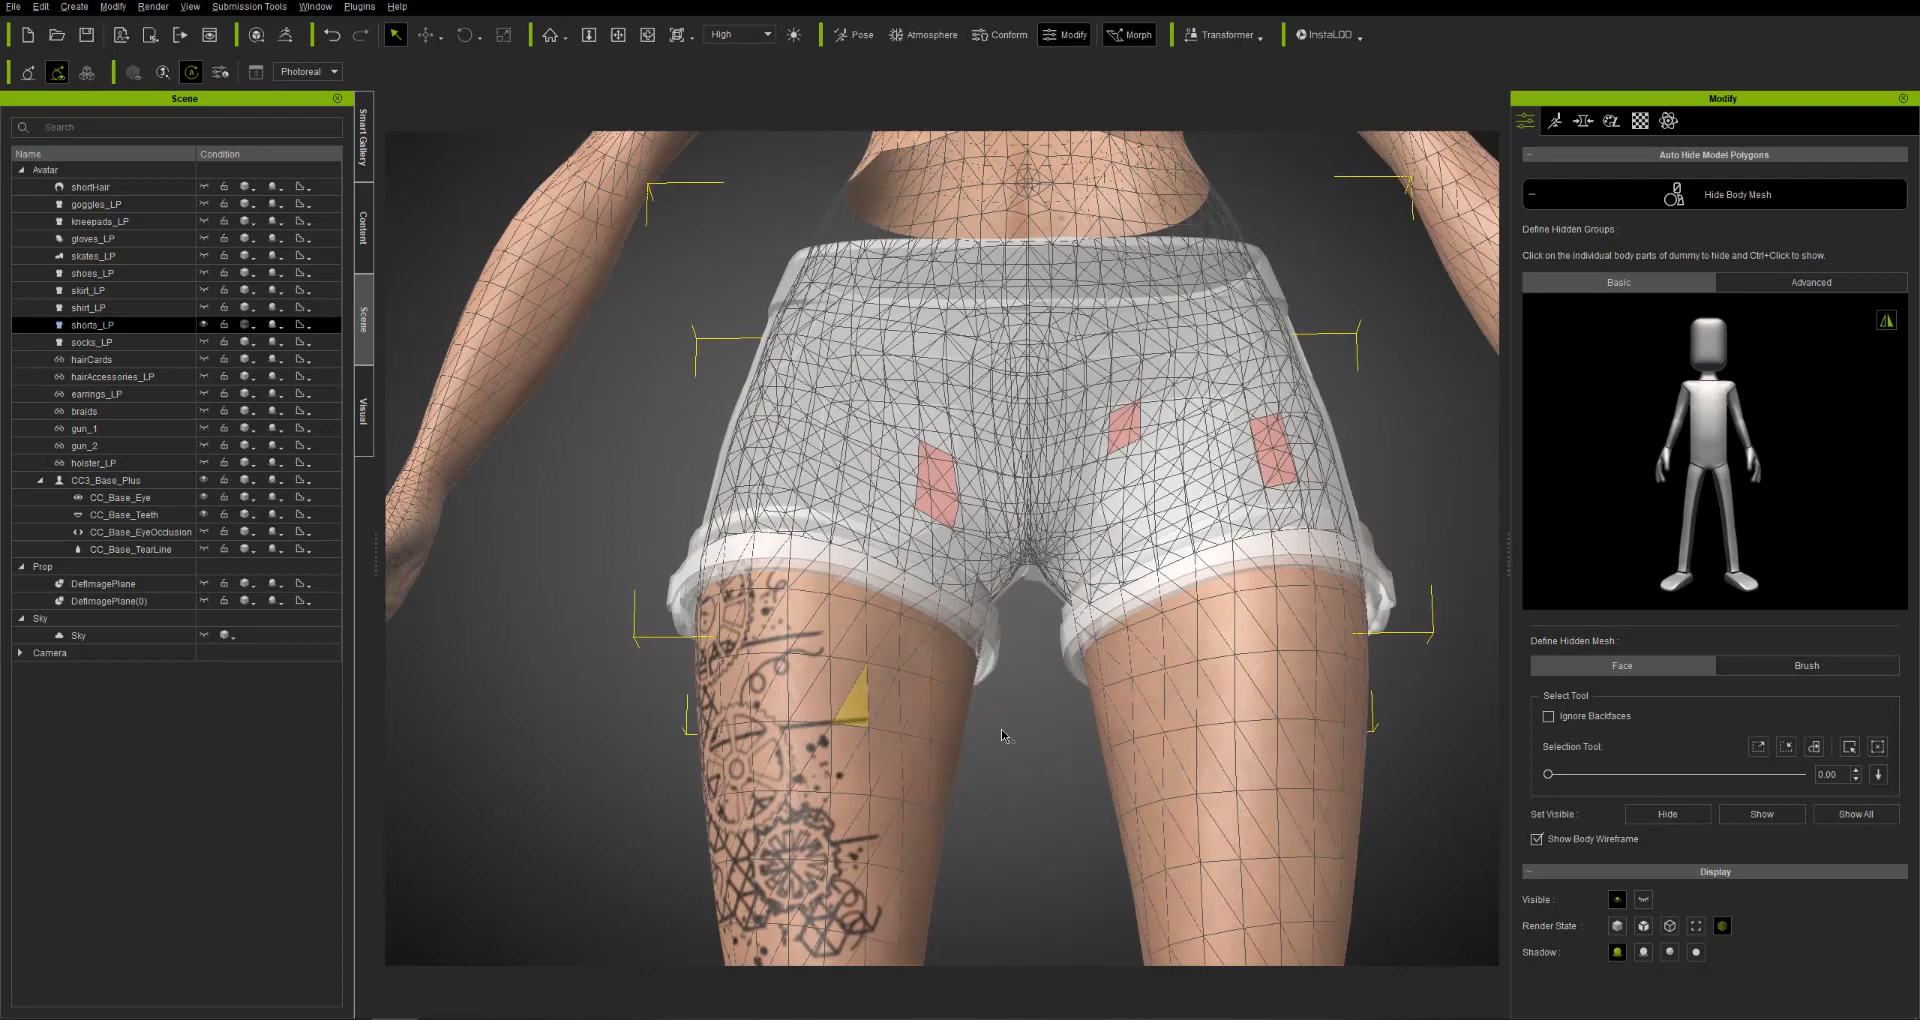 File Edit Create Modify Render View Selection Tools Window Plugins Help
High Pose Atmosphere Conform Modify Morph Transformer InstaLOD
Photoreal
Scene
Search
Name Condition
Avatar
shortHair
goggles_LP
kneepads_LP
gloves_LP
skates_LP
shoes_LP
skirt_LP
shirt_LP
shorts_LP
socks_LP
hairCards
hairAccessories_LP
earrings_LP
braids
gun_1
gun_2
holster_LP
CC3_Base_Plus
CC_Base_Eye
CC_Base_Teeth
CC_Base_EyeOcclusion
CC_Base_TearLine
Prop
DefImagePlane
DefImagePlane(0)
Sky
Sky
Camera
Smart Gallery
Content
Scene
Visual
Modify
Auto Hide Model Polygons
Hide Body Mesh
Define Hidden Groups :
Click on the individual body parts of dummy to hide and Ctrl+Click to show.
Basic Advanced
Define Hidden Mesh :
Face Brush
Select Tool
Ignore Backfaces
Selection Tool:
0.00
Set Visible : Hide Show Show All
Show Body Wireframe
Display
Visible :
Render State :
Shadow :